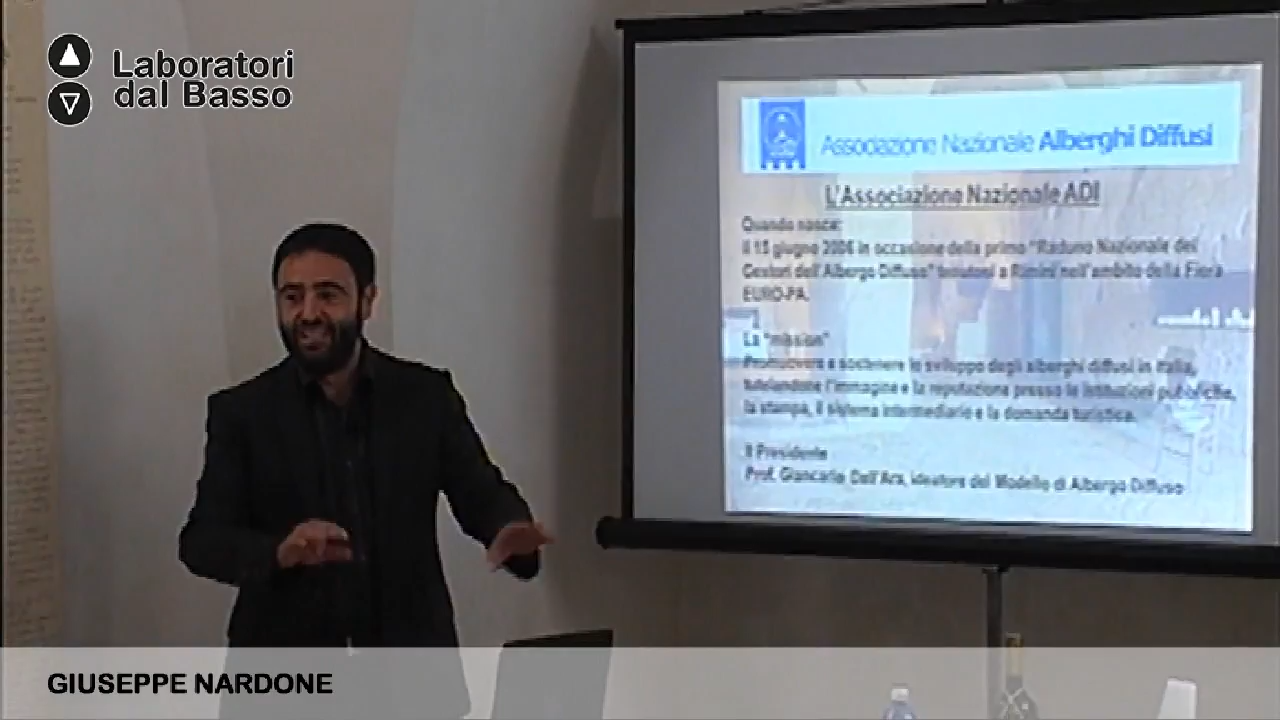 Laboratori
dal Basso
Associazione Nazionale Alberghi Diffusi
L'Associazione Nazionale ADI
Quando nasce:
il 15 giugno 2006 in occasione della primo "Raduno Nazionale dei
Gestori dell'Albergo Diffuso" tenutosi a Rimini nell'ambito della Fiera
EURO-PA.
La "mission"
Promuovere e sostenere lo sviluppo degli alberghi diffusi in Italia,
tutelandone l'immagine e la reputazione presso le istituzioni pubbliche,
la stampa, il sistema intermediario e la domanda turistica.
Il Presidente
Prof. Giancarlo Dall'Ara, ideatore del Modello di Albergo Diffuso
GIUSEPPE NARDONE